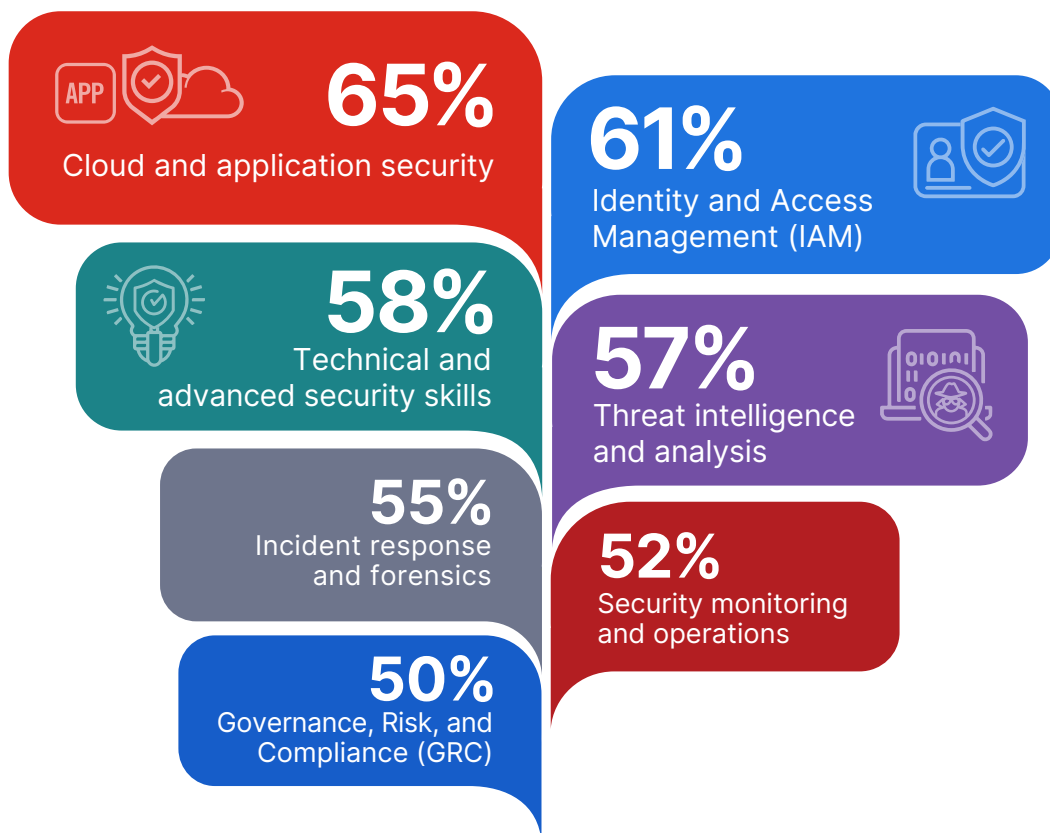 APP
65%
Cloud and application security
61%
Identity and Access
Management (IAM)
58%
Technical and
advanced security skills
57%
Threat intelligence
and analysis
010101
55%
Incident response
and forensics
52%
Security monitoring
and operations
50%
Governance, Risk, and
Compliance (GRC)